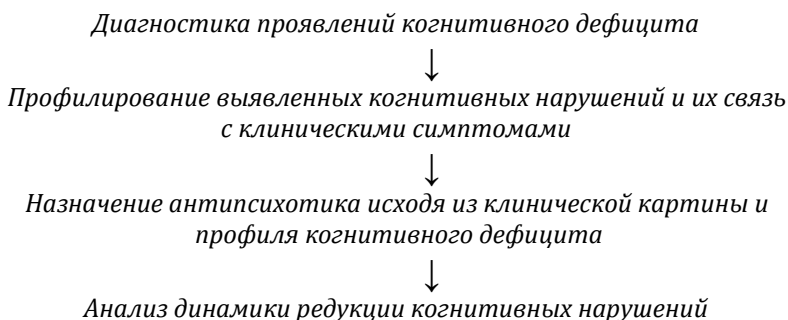 Диагностика проявлений когнитивного дефицита
↓
Профилирование выявленных когнитивных нарушений и их связь
с клиническими симптомами
↓
Назначение антипсихотика исходя из клинической картины и
профиля когнитивного дефицита
↓
Анализ динамики редукции когнитивных нарушений